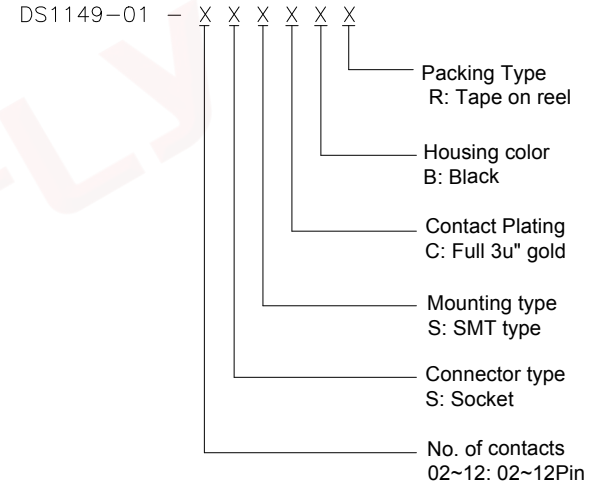 DS1149-01 - X X X X X X
Packing Type
R: Tape on reel
Housing color
B: Black
Contact Plating
C: Full 3u" gold
Mounting type
S: SMT type
Connector type
S: Socket
No. of contacts
02~12: 02~12Pin